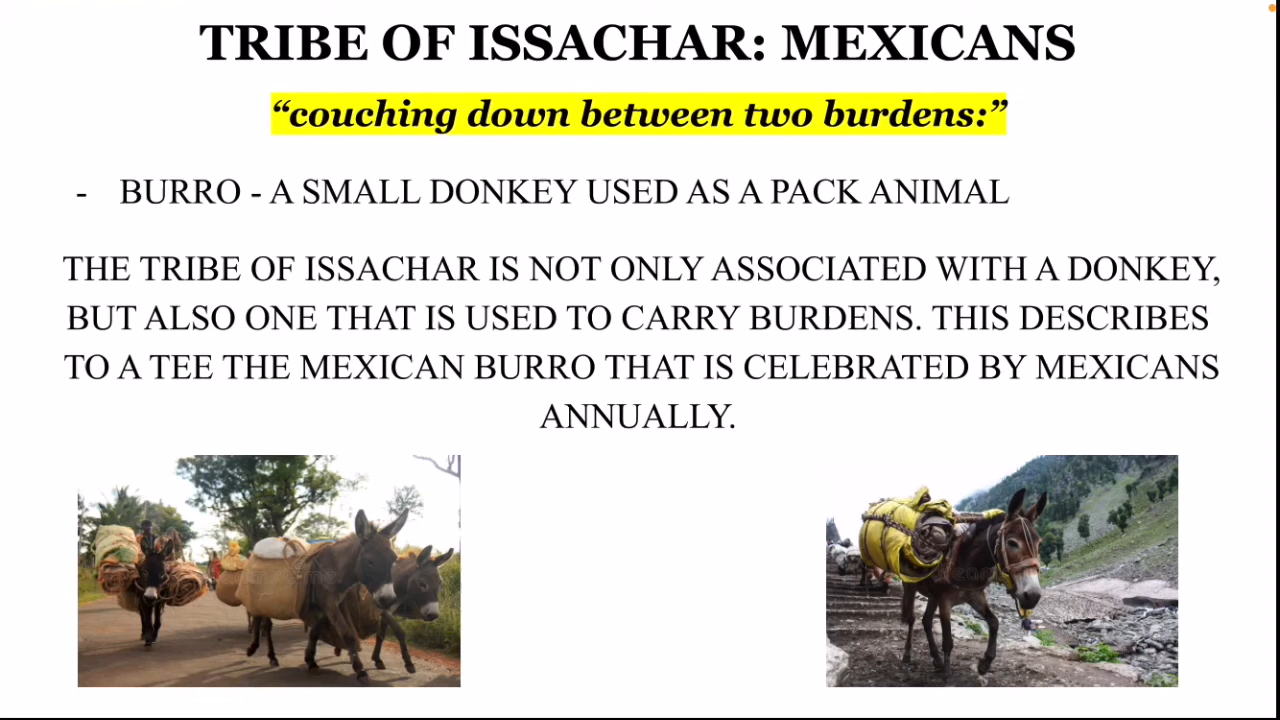 TRIBE OF ISSACHAR: MEXICANS
“couching down between two burdens:”
- BURRO - A SMALL DONKEY USED AS A PACK ANIMAL
THE TRIBE OF ISSACHAR IS NOT ONLY ASSOCIATED WITH A DONKEY,
BUT ALSO ONE THAT IS USED TO CARRY BURDENS. THIS DESCRIBES
TO A TEE THE MEXICAN BURRO THAT IS CELEBRATED BY MEXICANS
ANNUALLY.